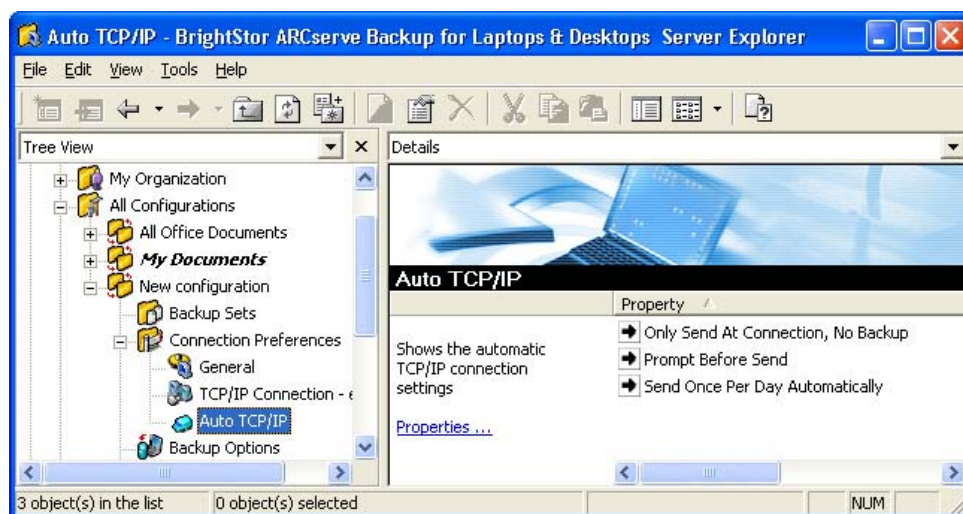 Auto TCP/IP - BrightStor ARCserve Backup for Laptops & Desktops Server Explorer
File Edit View Tools Help
Tree View
Details
My Organization
All Configurations
All Office Documents
My Documents
New configuration
Backup Sets
Connection Preferences
General
TCP/IP Connection - e
Auto TCP/IP
Backup Options
Auto TCP/IP
Shows the automatic
TCP/IP connection
settings
Properties ...
Property
Only Send At Connection, No Backup
Prompt Before Send
Send Once Per Day Automatically
3 object(s) in the list
0 object(s) selected
NUM